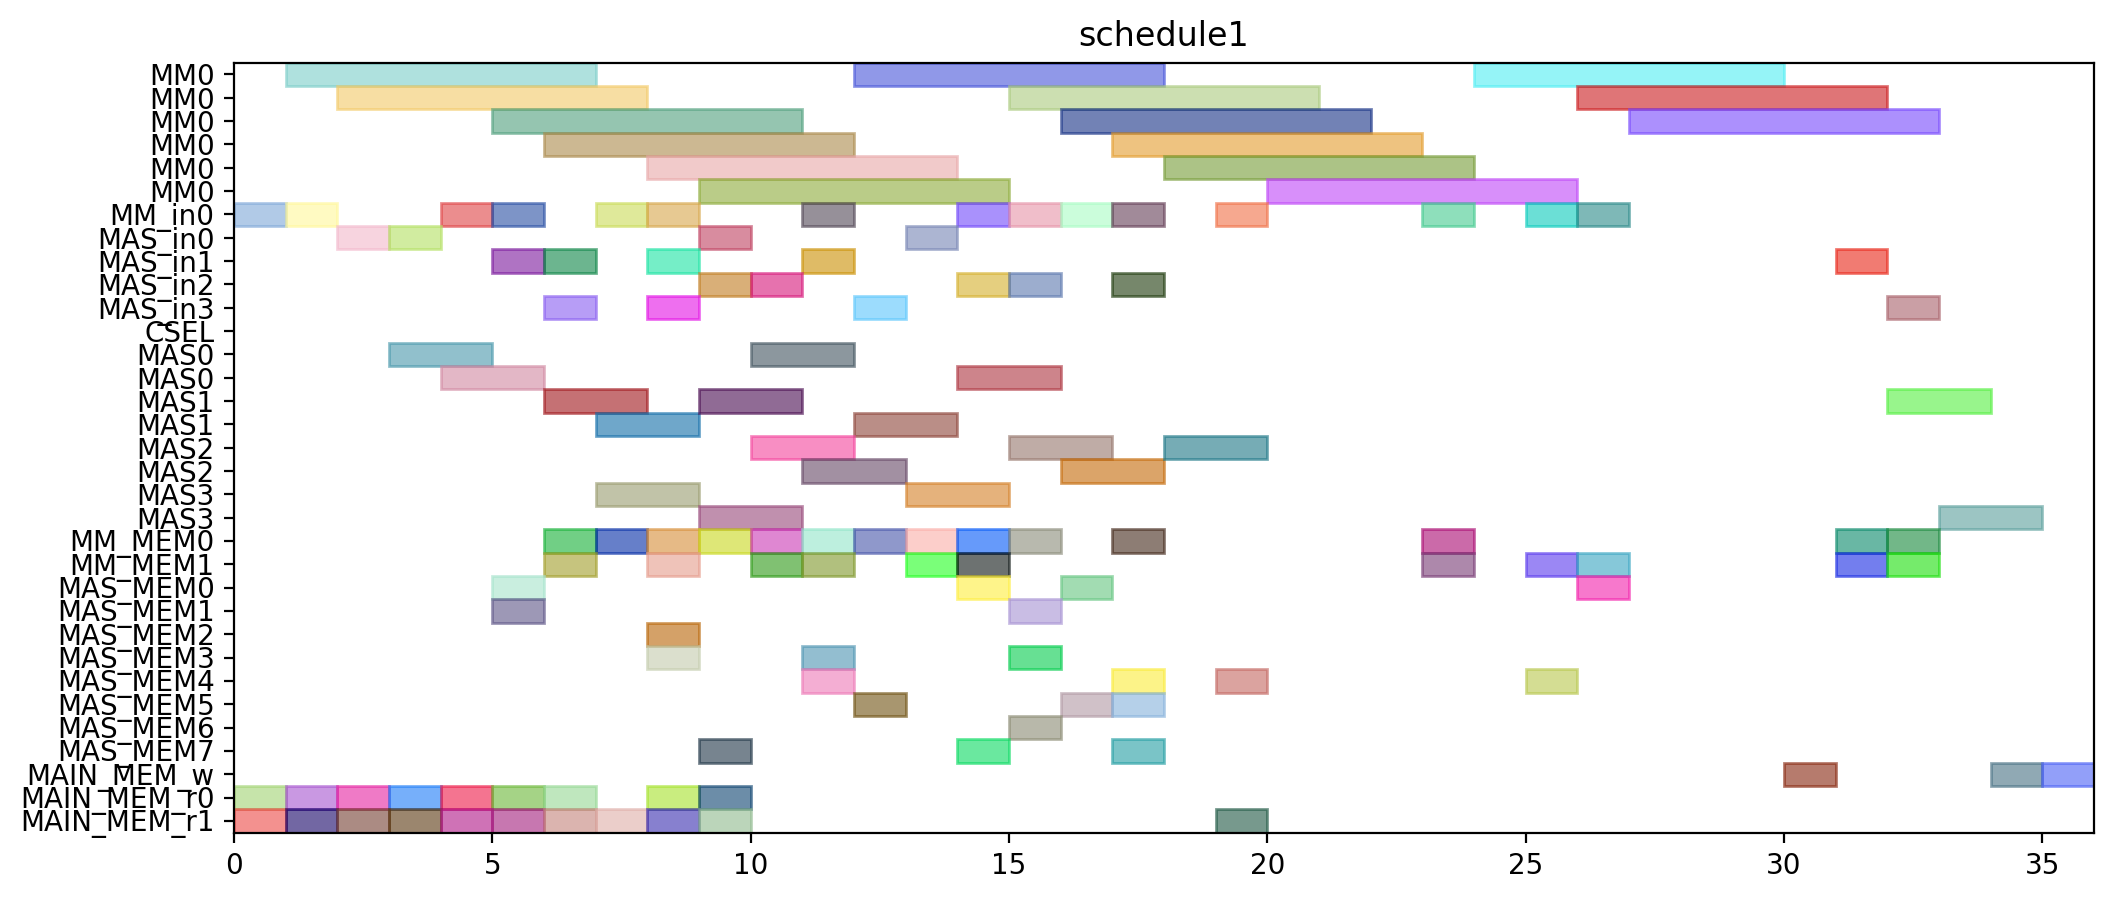 schedule1
MM0
MM0
MM0
MM0
MM0
MM0
MM_in0
MAS_in0
MAS_in1
MAS_in2
MAS_in3
CSEL
MAS0
MAS0
MAS1
MAS1
MAS2
MAS2
MAS3
MAS3
MM_MEM0
MM_MEM1
MAS_MEM0
MAS_MEM1
MAS_MEM2
MAS_MEM3
MAS_MEM4
MAS_MEM5
MAS_MEM6
MAS_MEM7
MAIN_MEM_w
MAIN_MEM_r0
MAIN_MEM_r1
0 5 10 15 20 25 30 35